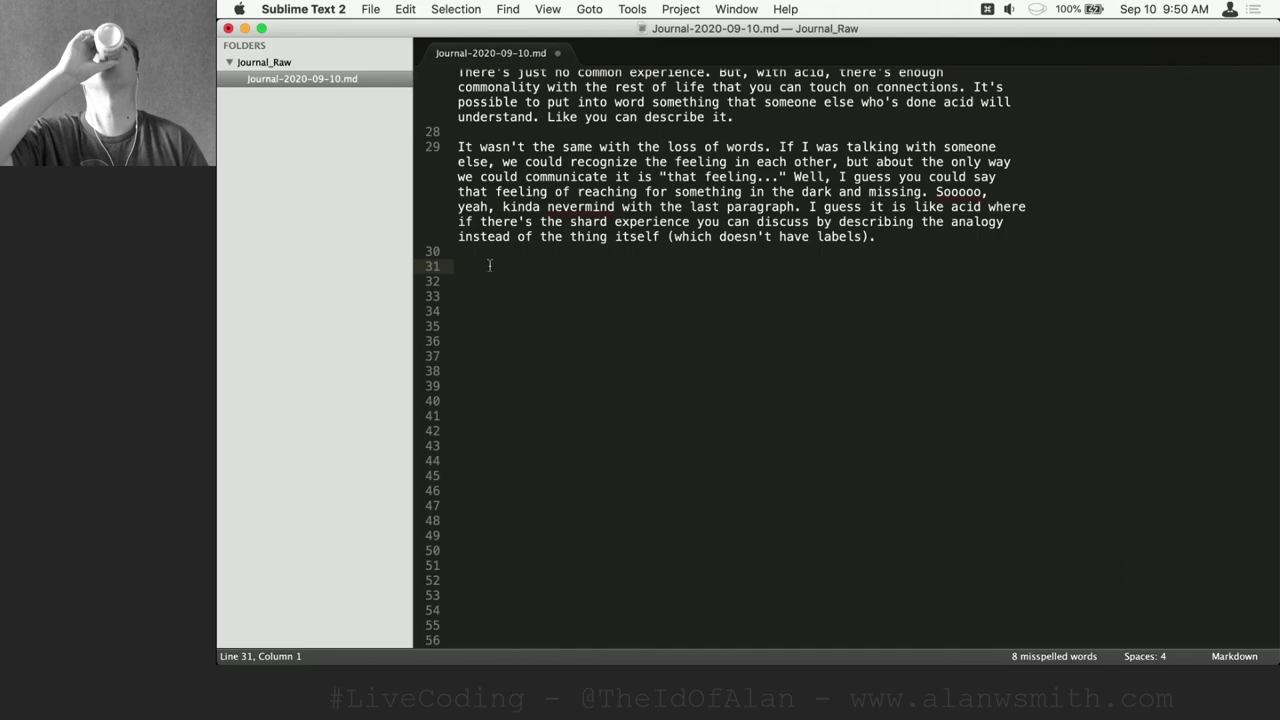 Sublime Text 2 File Edit Selection Find View Goto Tools Project Window Help 100% Sep 10 9:50 AM
Journal-2020-09-10.md — Journal_Raw
FOLDERS
Journal_Raw
Journal-2020-09-10.md
Journal-2020-09-10.md
There's just no common experience. But, with acid, there's enough
commonality with the rest of life that you can touch on connections. It's
possible to put into word something that someone else who's done acid will
understand. Like you can describe it.
28
29 It wasn't the same with the loss of words. If I was talking with someone
else, we could recognize the feeling in each other, but about the only way
we could communicate it is "that feeling..." Well, I guess you could say
that feeling of reaching for something in the dark and missing. Sooooo,
yeah, kinda nevermind with the last paragraph. I guess it is like acid where
if there's the shard experience you can discuss by describing the analogy
instead of the thing itself (which doesn't have labels).
30
31
32
33
34
35
36
37
38
39
40
41
42
43
44
45
46
47
48
49
50
51
52
53
54
55
56
Line 31, Column 1 8 misspelled words Spaces: 4 Markdown
#LiveCoding - @TheIdOfAlan - www.alanwsmith.com